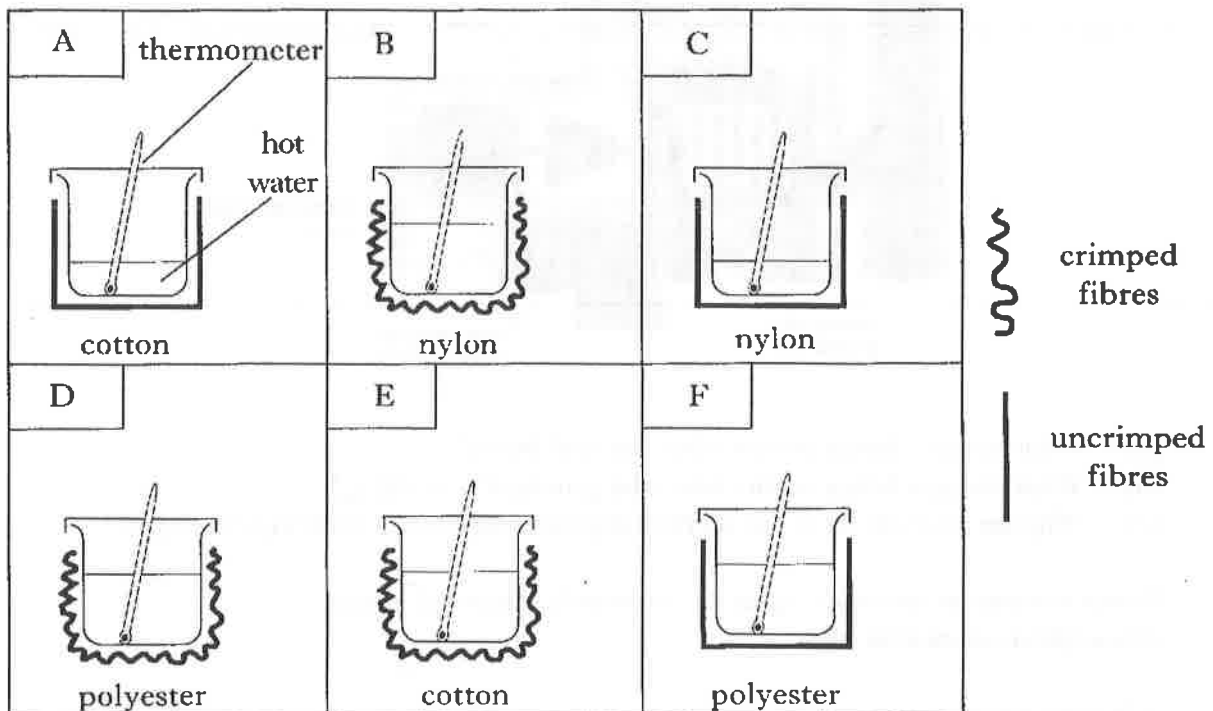 A
thermometer
hot
water
cotton
B
nylon
C
nylon
D
polyester
E
cotton
F
polyester
crimped
fibres
uncrimped
fibres